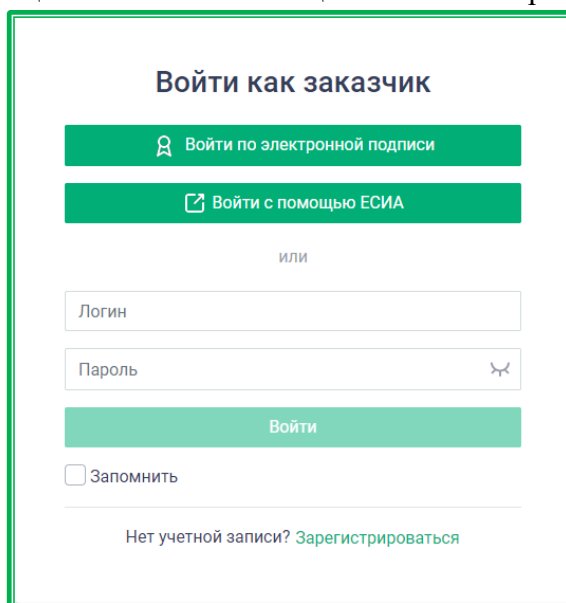 Войти как заказчик
Войти по электронной подписи
Войти с помощью ЕСИА
или
Логин
Пароль
Войти
Запомнить
Нет учетной записи? Зарегистрироваться